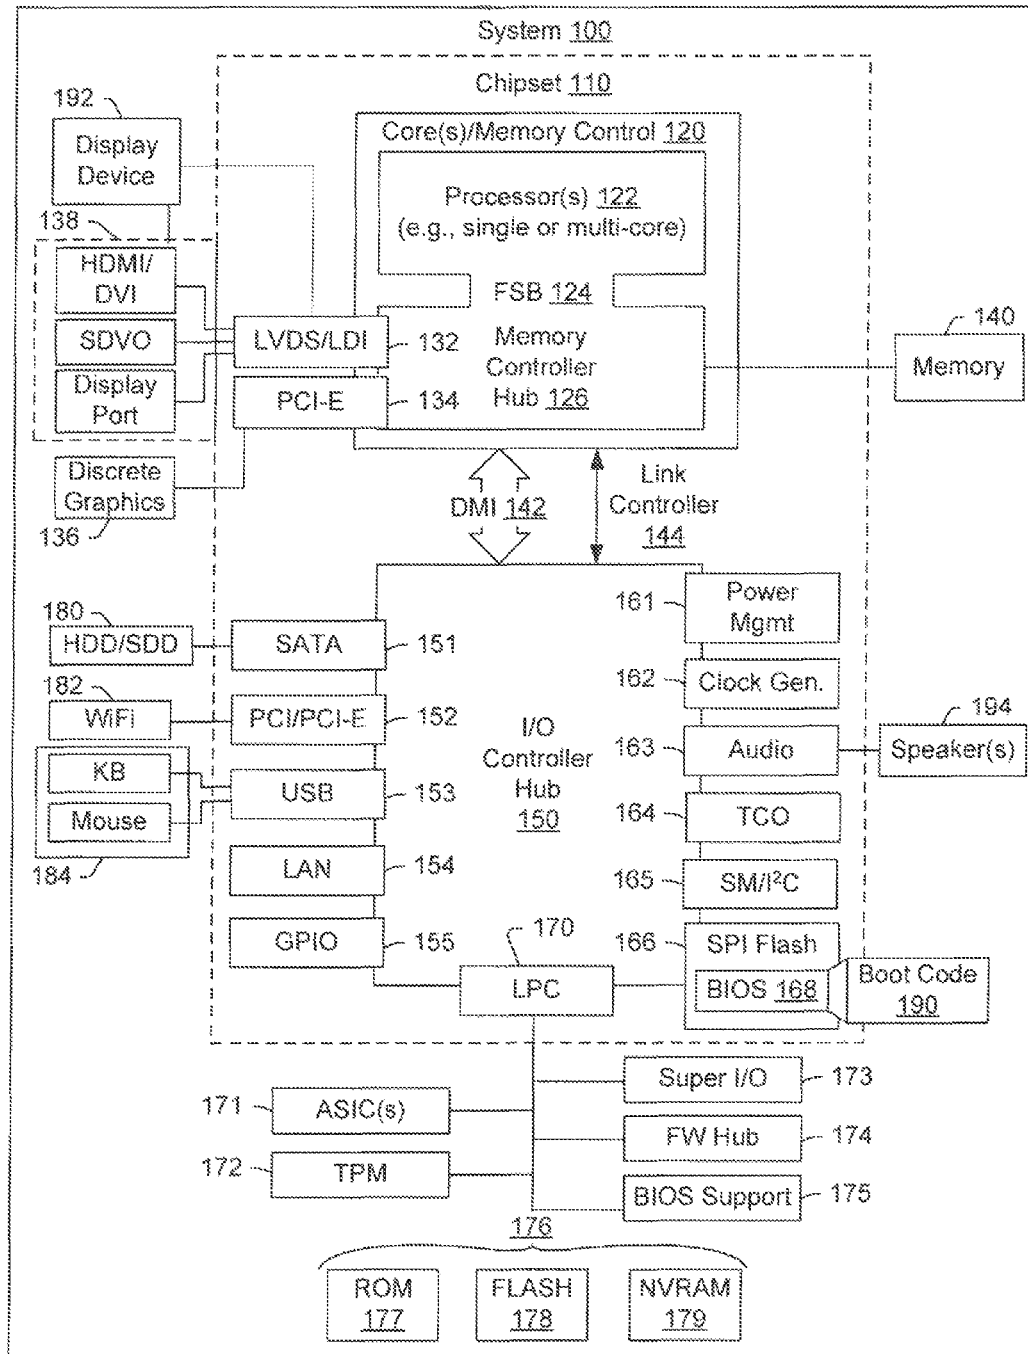 System 100
Chipset 110
192
Display
Device
Core(s)/Memory Control 120
Processor(s) 122
(e.g., single or multi-core)
138
HDMI/
DVI
SDVO
Display
Port
FSB 124
LVDS/LDI
132
PCI-E
134
Memory
Controller
Hub 126
140
Memory
Discrete
Graphics
136
DMI 142
Link
Controller
144
180
HDD/SDD
SATA
151
182
WiFi
PCI/PCI-E
152
KB
Mouse
184
USB
153
LAN
154
GPIO
155
I/O
Controller
Hub
150
161
Power
Mgmt
162
Clock Gen.
163
Audio
194
Speaker(s)
164
TCO
165
SM/I²C
166
SPI Flash
BIOS 168
Boot Code
190
170
LPC
171
ASIC(s)
172
TPM
Super I/O
173
FW Hub
174
BIOS Support
175
176
ROM
177
FLASH
178
NVRAM
179